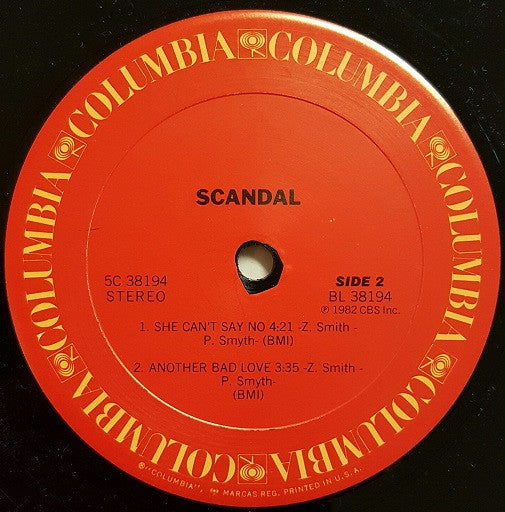 COLUMBIA COLUMBIA COLUMBIA COLUMBIA COLUMBIA COLUMBIA
SCANDAL
5C 38194
STEREO
SIDE 2
BL 38194
℗ 1982 CBS Inc.
1. SHE CAN'T SAY NO 4:21 -Z. Smith -
P. Smyth- (BMI)
2. ANOTHER BAD LOVE 3:35 -Z. Smith -
P. Smyth-
(BMI)
®"COLUMBIA", MARCAS REG. PRINTED IN U.S.A.